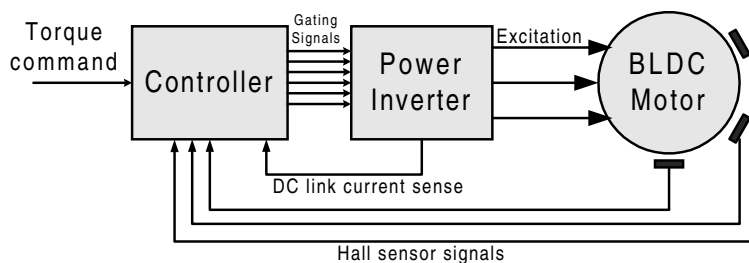 Torque
command
Controller
Gating
Signals
Power
Inverter
Excitation
BLDC
Motor
DC link current sense
Hall sensor signals